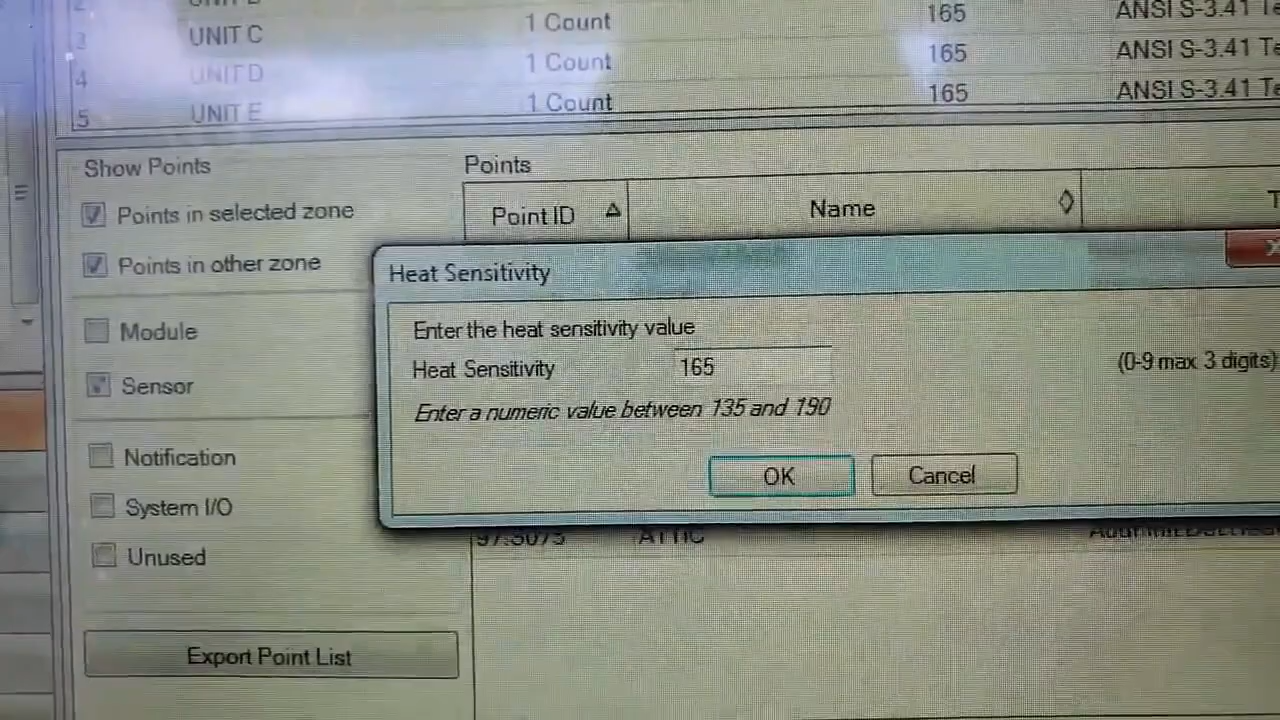 165 ANSI S-3.41
3 UNIT C 1 Count
4 UNIT D 1 Count 165 ANSI S-3.41
5 UNIT E 1 Count 165 ANSI S-3.41
Show Points
Points
Points in selected zone
Point ID Name
Points in other zone
Heat Sensitivity
Enter the heat sensitivity value
Module
Heat Sensitivity 165 (0-9 max 3 digits)
Sensor
Enter a numeric value between 135 and 190
Notification
OK Cancel
System I/O
ATTIC
Unused
Export Point List